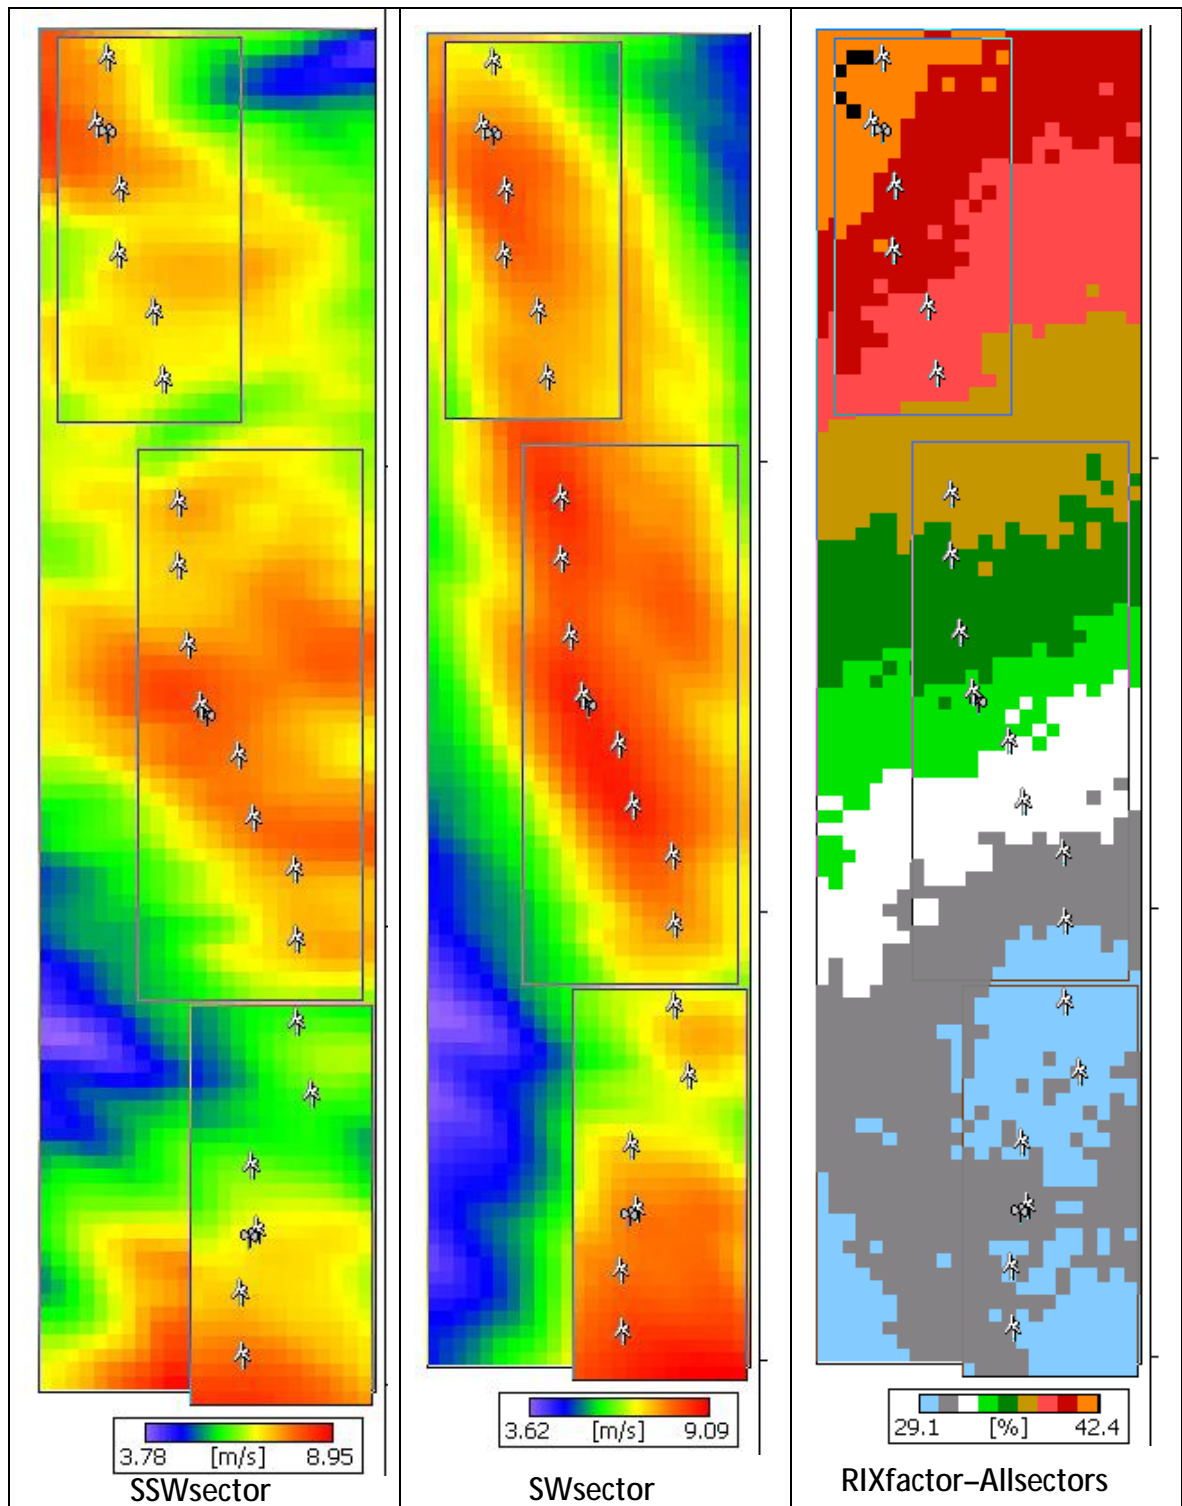 3.78 [m/s] 8.95
SSWsector
3.62 [m/s] 9.09
SWsector
29.1 [%] 42.4
RIXfactor–Allsectors